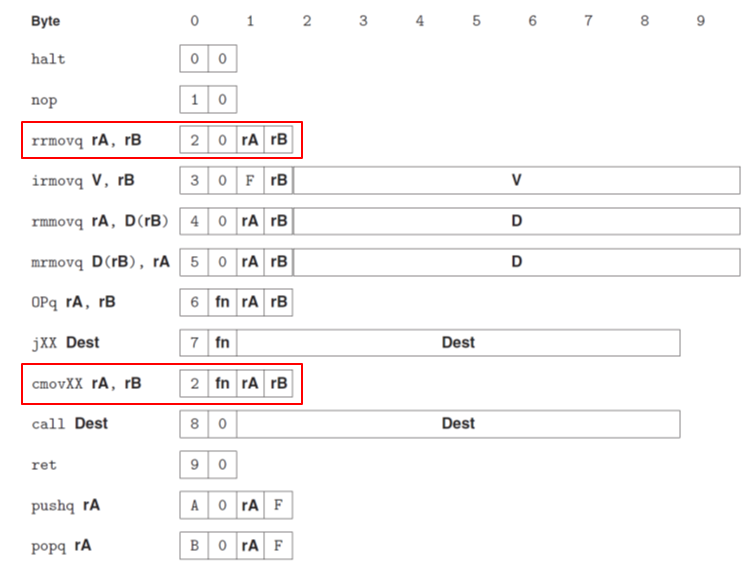 Byte 0 1 2 3 4 5 6 7 8 9
halt 0 0
nop 1 0
rrmovq rA, rB 2 0 rA rB
irmovq V, rB 3 0 F rB V
rmmovq rA, D(rB) 4 0 rA rB D
mrmovq D(rB), rA 5 0 rA rB D
OPq rA, rB 6 fn rA rB
jXX Dest 7 fn Dest
cmovXX rA, rB 2 fn rA rB
call Dest 8 0 Dest
ret 9 0
pushq rA A 0 rA F
popq rA B 0 rA F